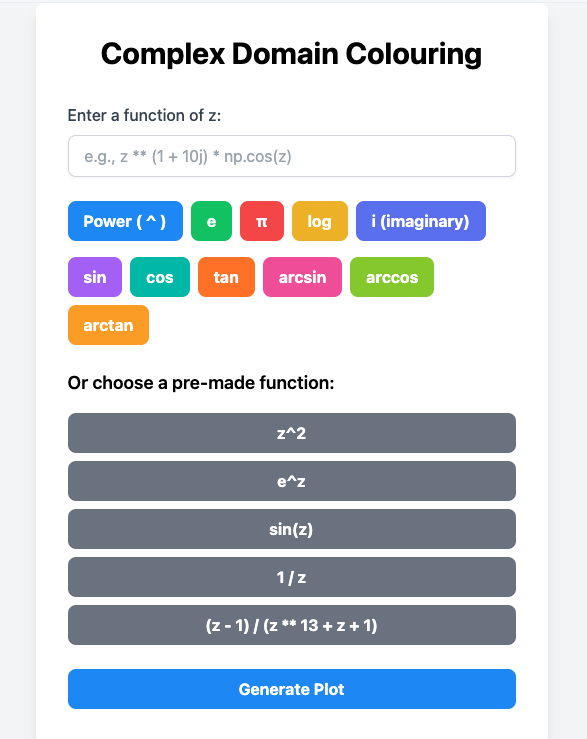 Complex Domain Colouring
Enter a function of z:
e.g., z ** (1 + 10j) * np.cos(z)
Power ( ^ ) e π log i (imaginary)
sin cos tan arcsin arccos
arctan
Or choose a pre-made function:
z^2
e^z
sin(z)
1 / z
(z - 1) / (z ** 13 + z + 1)
Generate Plot